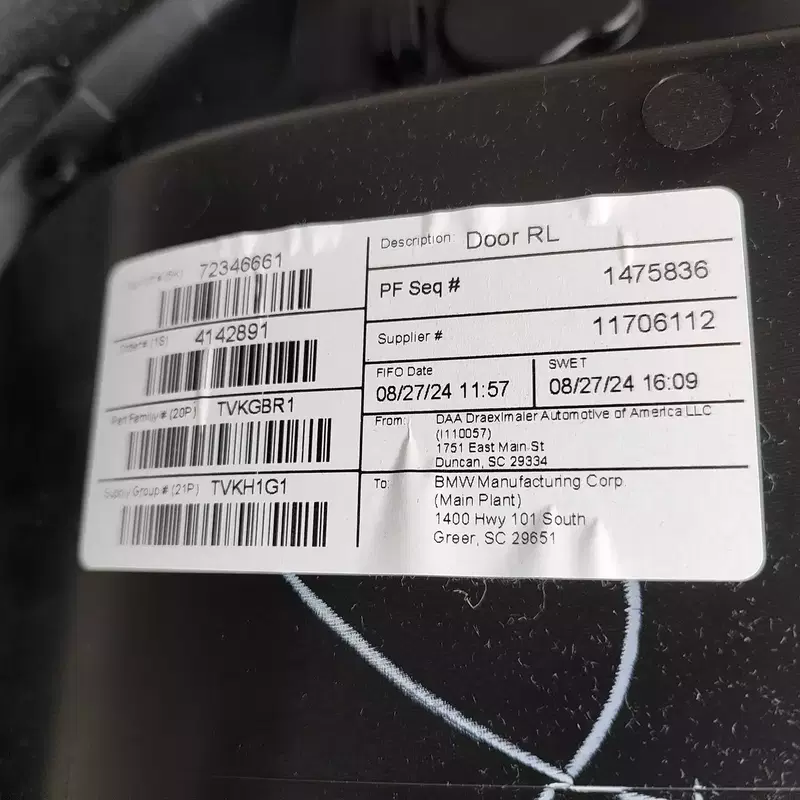 72346661
4142891
Part Family # (20P) TVKGBR1
Supply Group # (21P) TVKH1G1
Description: Door RL
PF Seq # 1475836
Supplier # 11706112
FIFO Date
08/27/24 11:57
SWET
08/27/24 16:09
From: DAA Draexlmaier Automotive of America LLC
(I110057)
1751 East Main St
Duncan, SC 29334
To: BMW Manufacturing Corp.
(Main Plant)
1400 Hwy 101 South
Greer, SC 29651